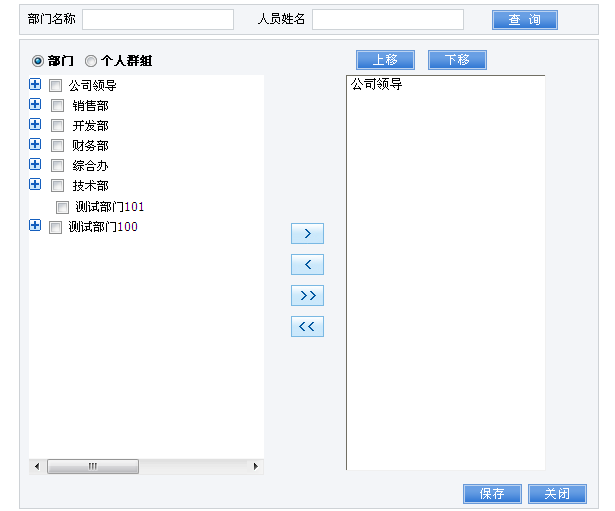 部门名称 人员姓名 查 询
部门 个人群组 上移 下移
公司领导 公司领导
销售部
开发部
财务部
综合办
技术部
测试部门101
测试部门100
>
<
>>
<<
保存 关闭